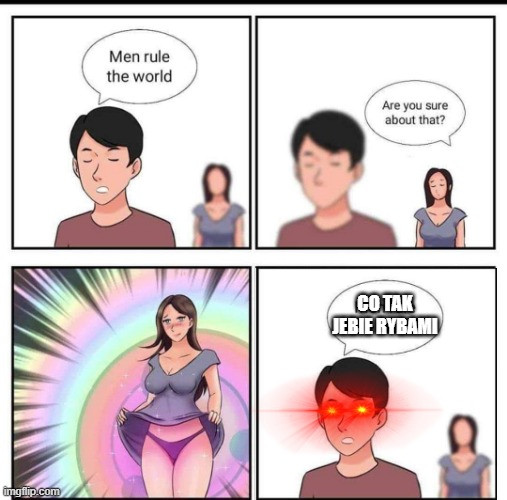 Men rule
the world
Are you sure
about that?
CO TAK
JEBIE RYBAMI
imgflip.com